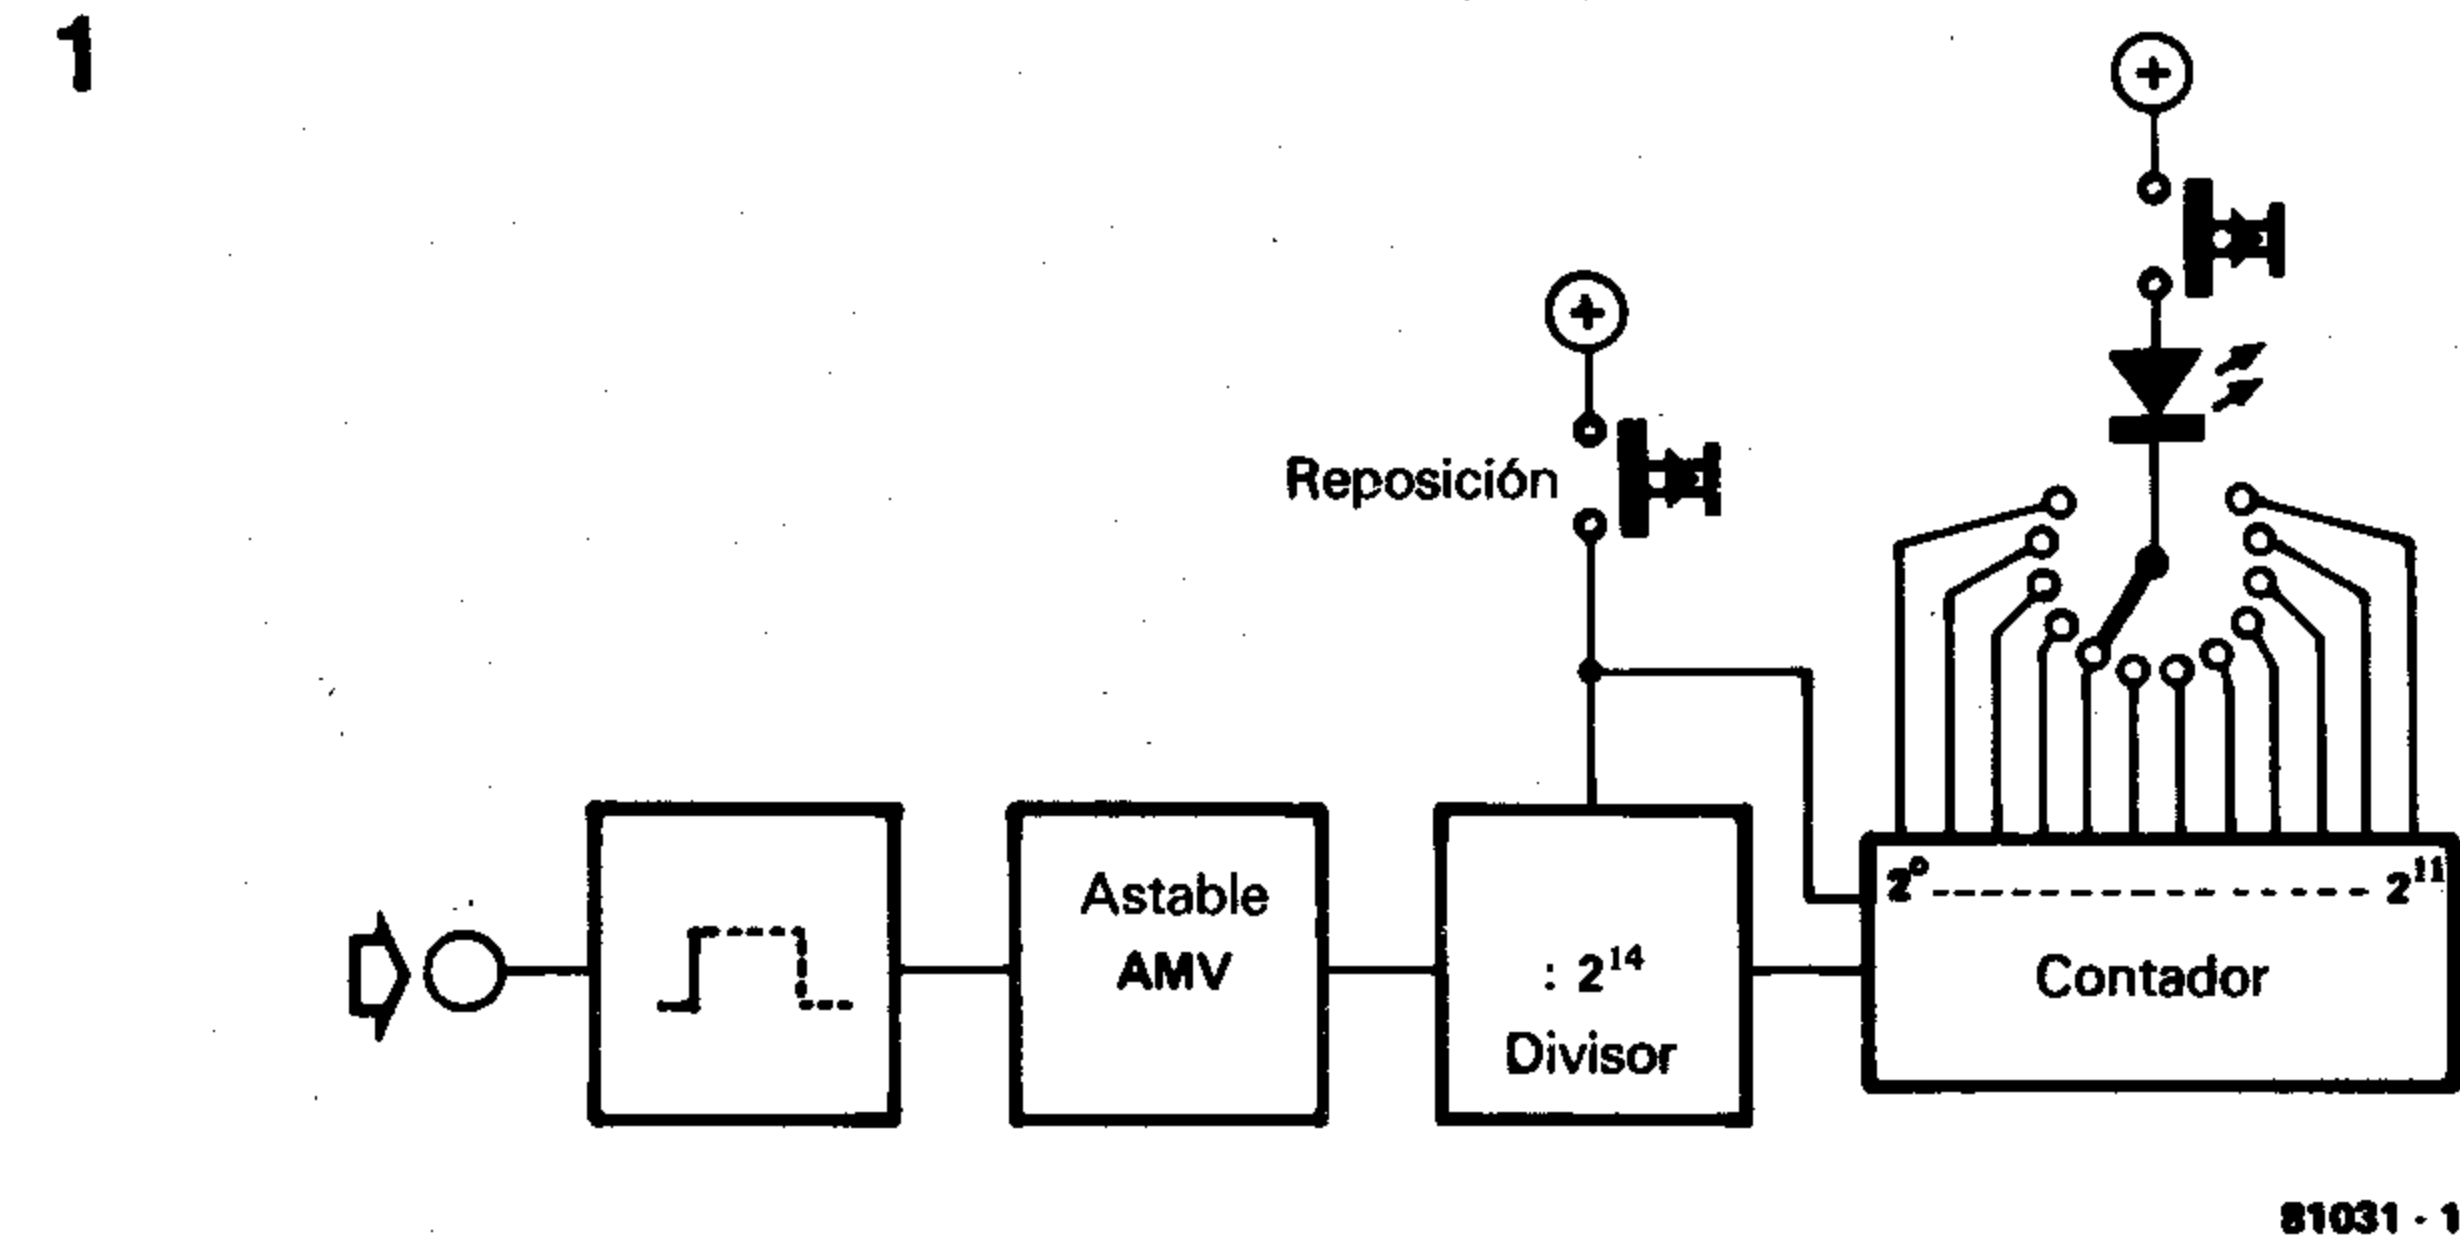 1
+
+
Reposición
Astable
AMV
: 2¹⁴
Divisor
2⁰ ------------ 2¹¹
Contador
81031 - 1